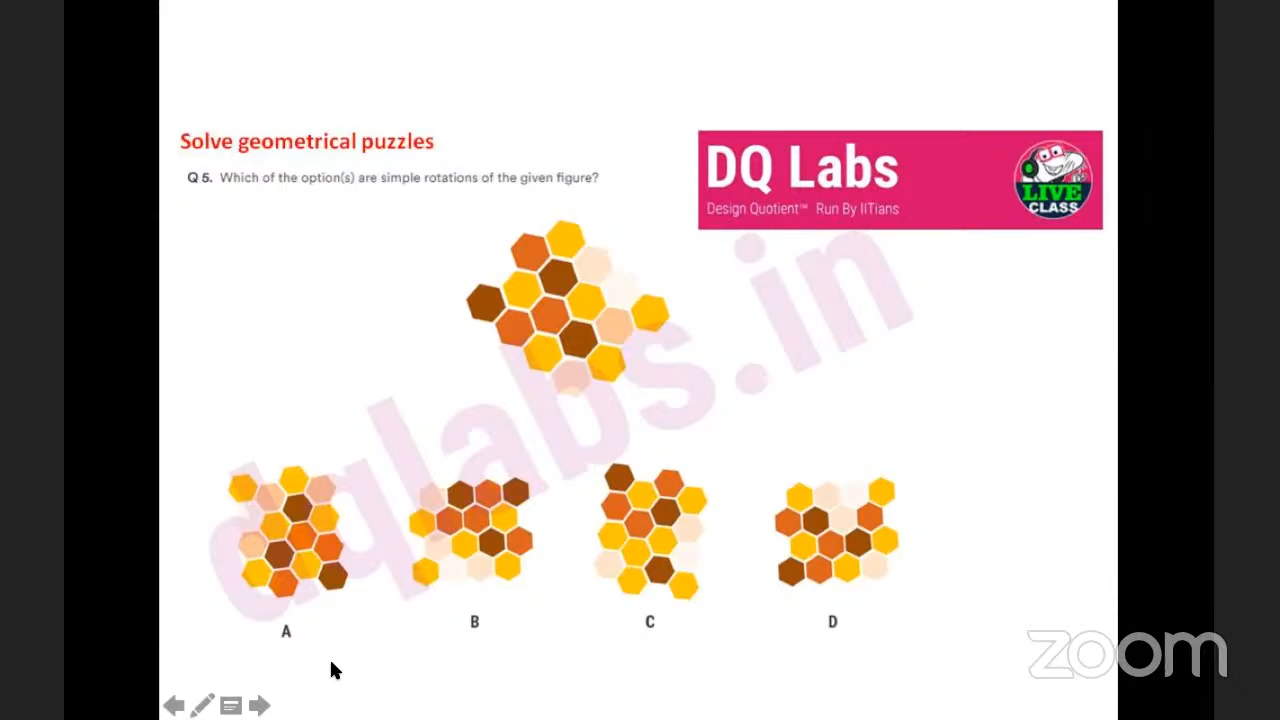 Solve geometrical puzzles
Q 5. Which of the option(s) are simple rotations of the given figure?
DQ Labs
Design Quotient™ Run By IITians
LIVE
CLASS
dqlabs.in
A
B
C
D
zoom